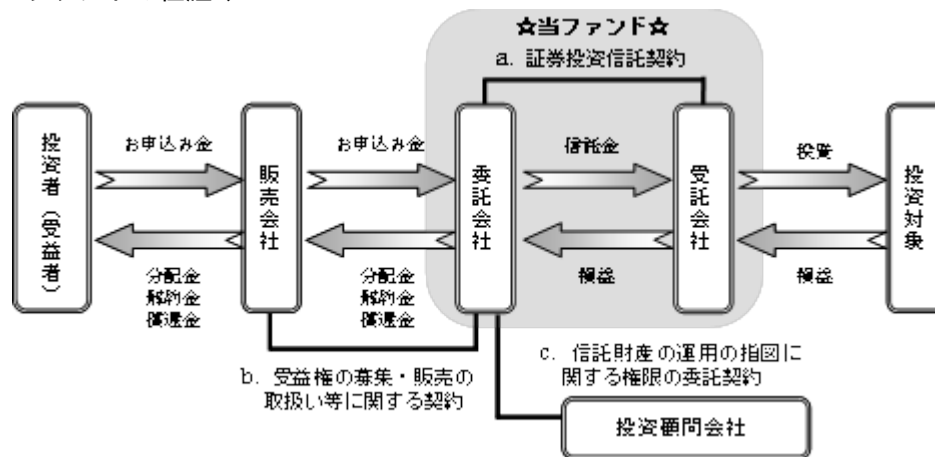 ☆当ファンド☆
a. 証券投資信託契約
投資者(受益者)
お申込み金
販売会社
お申込み金
委託会社
信託金
受託会社
投資
投資対象
分配金
解約金
償還金
分配金
解約金
償還金
損益
損益
b. 受益権の募集・販売の
取扱い等に関する契約
c. 信託財産の運用の指図に
関する権限の委託契約
投資顧問会社